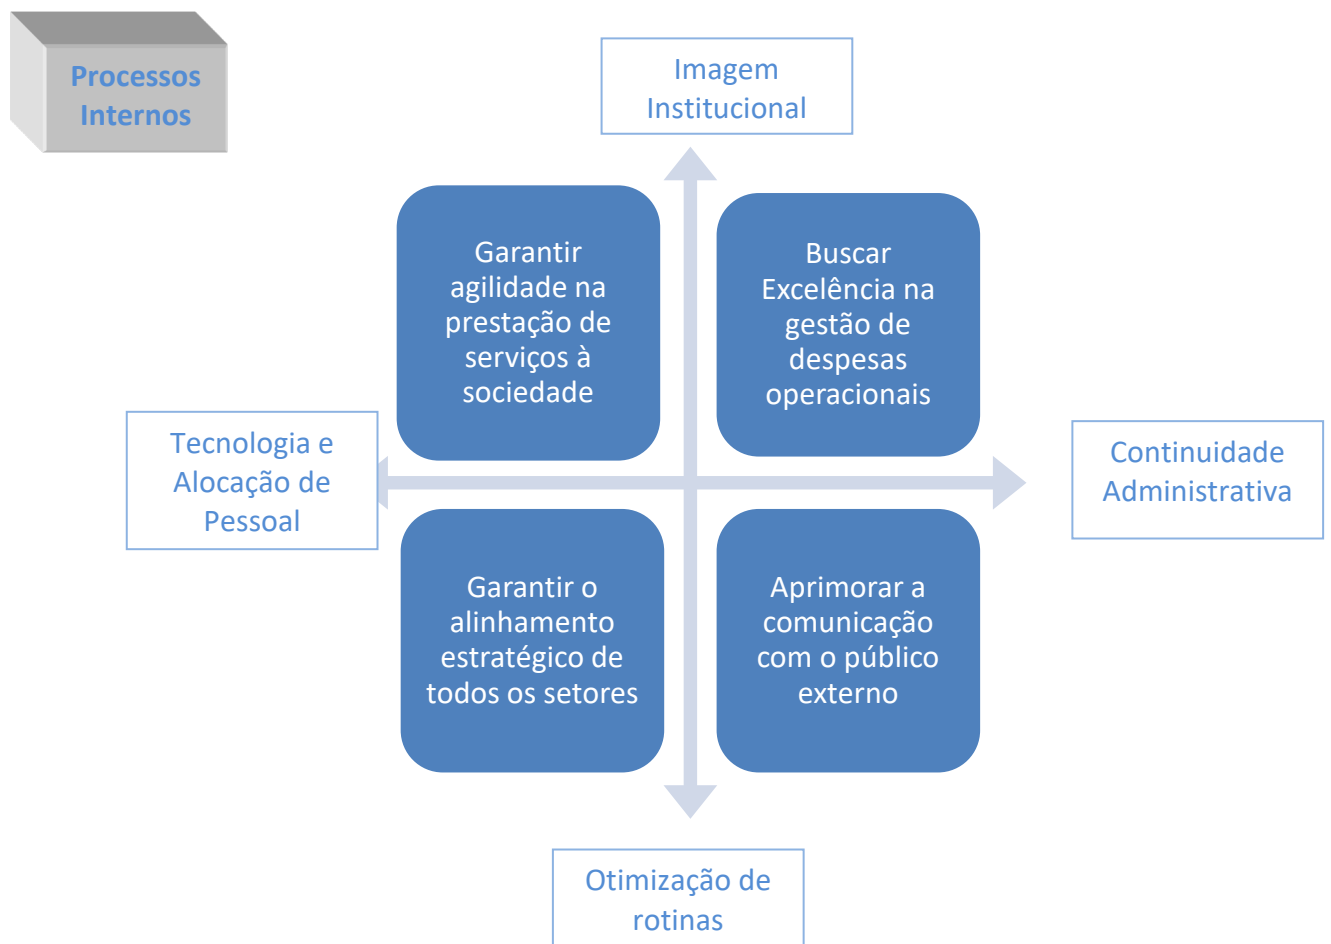 Processos
Internos
Imagem
Institucional
Garantir
agilidade na
prestação de
serviços à
sociedade
Buscar
Excelência na
gestão de
despesas
operacionais
Tecnologia e
Alocação de
Pessoal
Continuidade
Administrativa
Garantir o
alinhamento
estratégico de
todos os setores
Aprimorar a
comunicação
com o público
externo
Otimização de
rotinas